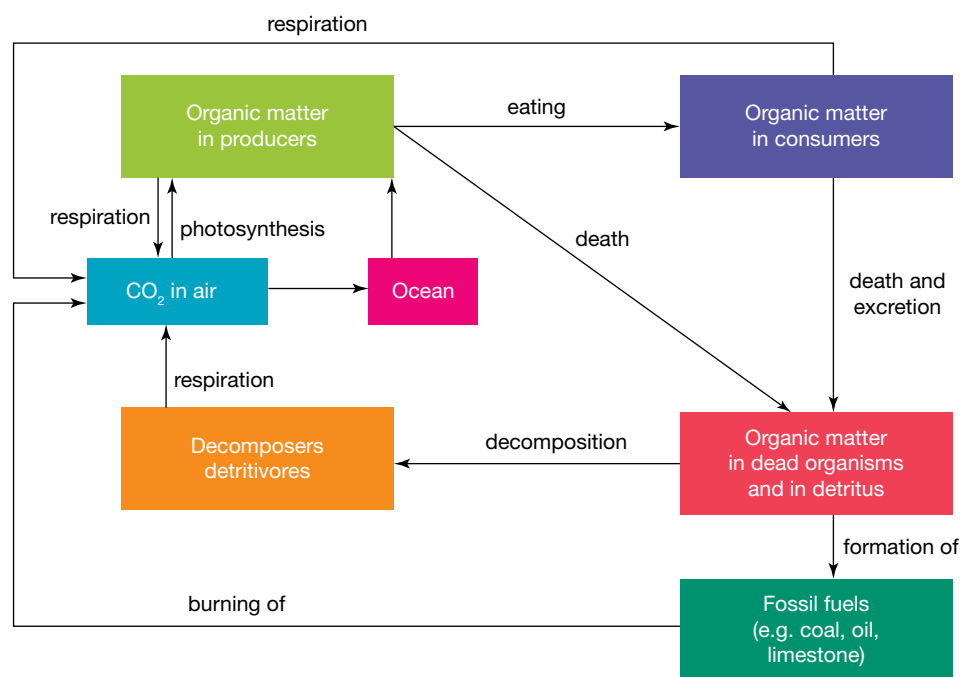 respiration
Organic matter
in producers
eating
Organic matter
in consumers
respiration
photosynthesis
death
CO₂ in air
Ocean
death and
excretion
respiration
Decomposers
detritivores
decomposition
Organic matter
in dead organisms
and in detritus
formation of
burning of
Fossil fuels
(e.g. coal, oil,
limestone)